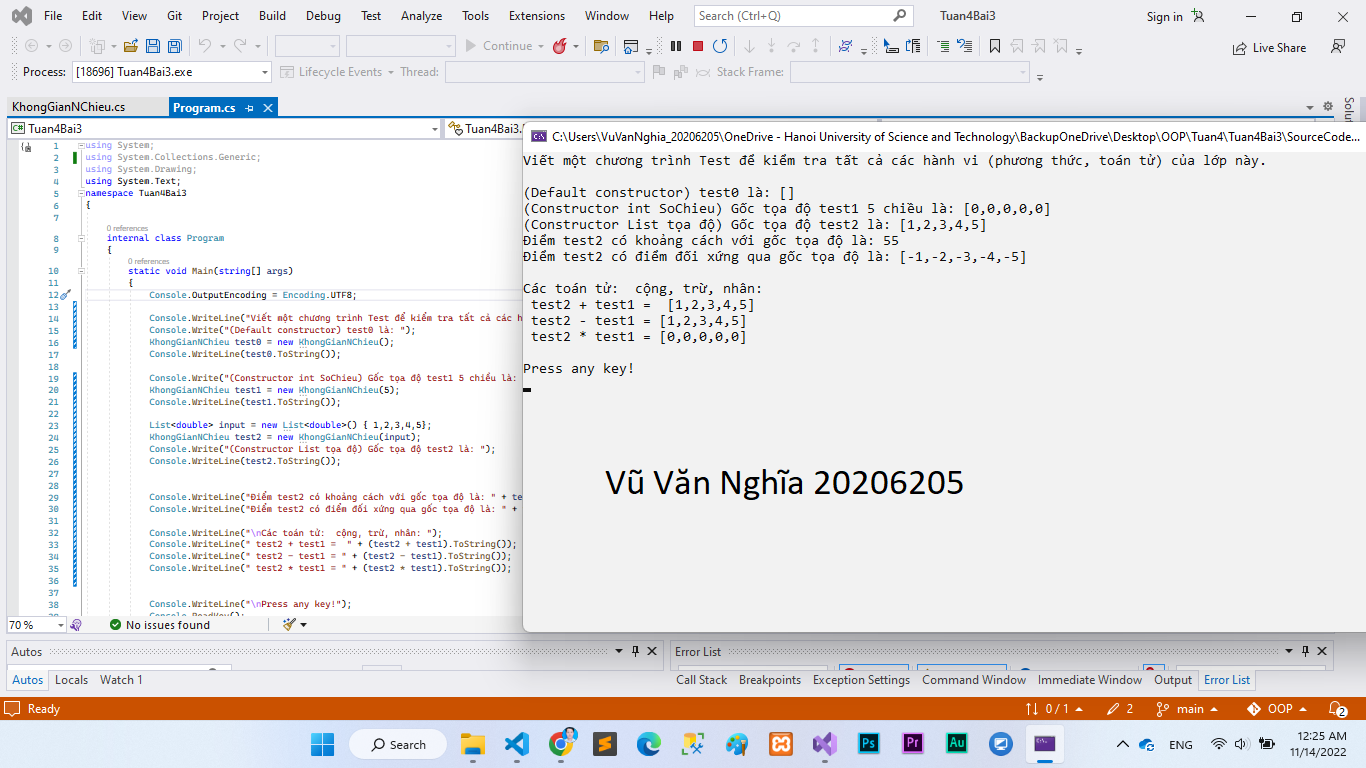 File Edit View Git Project Build Debug Test Analyze Tools Extensions Window Help Search (Ctrl+Q) Tuan4Bai3 Sign in
Continue Live Share
Process: [18696] Tuan4Bai3.exe Lifecycle Events Thread: Stack Frame:
KhongGianNChieu.cs Program.cs
Tuan4Bai3 Tuan4Bai3.
1 using System;
2 using System.Collections.Generic;
3 using System.Drawing;
4 using System.Text;
5 namespace Tuan4Bai3
6 {
7
0 references
8 internal class Program
9 {
0 references
10 static void Main(string[] args)
11 {
12 Console.OutputEncoding = Encoding.UTF8;
13
14 Console.WriteLine("Viết một chương trình Test để kiểm tra tất cả các h
15 Console.Write("(Default constructor) test0 là: ");
16 KhongGianNChieu test0 = new KhongGianNChieu();
17 Console.WriteLine(test0.ToString());
18
19 Console.Write("(Constructor int SoChieu) Gốc tọa độ test1 5 chiều là:
20 KhongGianNChieu test1 = new KhongGianNChieu(5);
21 Console.WriteLine(test1.ToString());
22
23 List<double> input = new List<double>() { 1,2,3,4,5};
24 KhongGianNChieu test2 = new KhongGianNChieu(input);
25 Console.Write("(Constructor List tọa độ) Gốc tọa độ test2 là: ");
26 Console.WriteLine(test2.ToString());
27
28
29 Console.WriteLine("Điểm test2 có khoảng cách với gốc tọa độ là: " + te
30 Console.WriteLine("Điểm test2 có điểm đối xứng qua gốc tọa độ là: " +
31
32 Console.WriteLine("\nCác toán tử:  cộng, trừ, nhân: ");
33 Console.WriteLine(" test2 + test1 =  " + (test2 + test1).ToString());
34 Console.WriteLine(" test2 - test1 = " + (test2 - test1).ToString());
35 Console.WriteLine(" test2 * test1 = " + (test2 * test1).ToString());
36
37
38 Console.WriteLine("\nPress any key!");
C:\Users\VuVanNghia_20206205\OneDrive - Hanoi University of Science and Technology\BackupOneDrive\Desktop\OOP\Tuan4\Tuan4Bai3\SourceCode...
Viết một chương trình Test để kiểm tra tất cả các hành vi (phương thức, toán tử) của lớp này.
(Default constructor) test0 là: []
(Constructor int SoChieu) Gốc tọa độ test1 5 chiều là: [0,0,0,0,0]
(Constructor List tọa độ) Gốc tọa độ test2 là: [1,2,3,4,5]
Điểm test2 có khoảng cách với gốc tọa độ là: 55
Điểm test2 có điểm đối xứng qua gốc tọa độ là: [-1,-2,-3,-4,-5]
Các toán tử:  cộng, trừ, nhân:
test2 + test1 =  [1,2,3,4,5]
test2 - test1 = [1,2,3,4,5]
test2 * test1 = [0,0,0,0,0]
Press any key!
Vũ Văn Nghĩa 20206205
70 % No issues found
Autos Error List
Autos Locals Watch 1 Call Stack Breakpoints Exception Settings Command Window Immediate Window Output Error List
Ready 0 / 1 2 main OOP 2
Search Ps Pr Au ENG 12:25 AM
11/14/2022